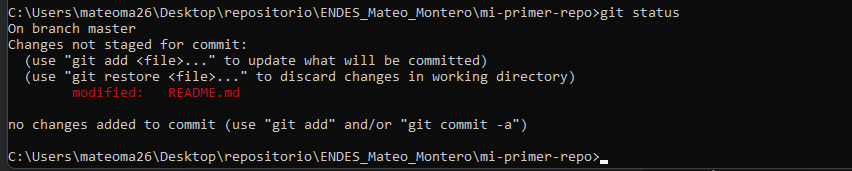 C:\Users\mateoma26\Desktop\repositorio\ENDES_Mateo_Montero\mi-primer-repo>git status
On branch master
Changes not staged for commit:
  (use "git add <file>..." to update what will be committed)
  (use "git restore <file>..." to discard changes in working directory)
        modified:   README.md

no changes added to commit (use "git add" and/or "git commit -a")

C:\Users\mateoma26\Desktop\repositorio\ENDES_Mateo_Montero\mi-primer-repo>